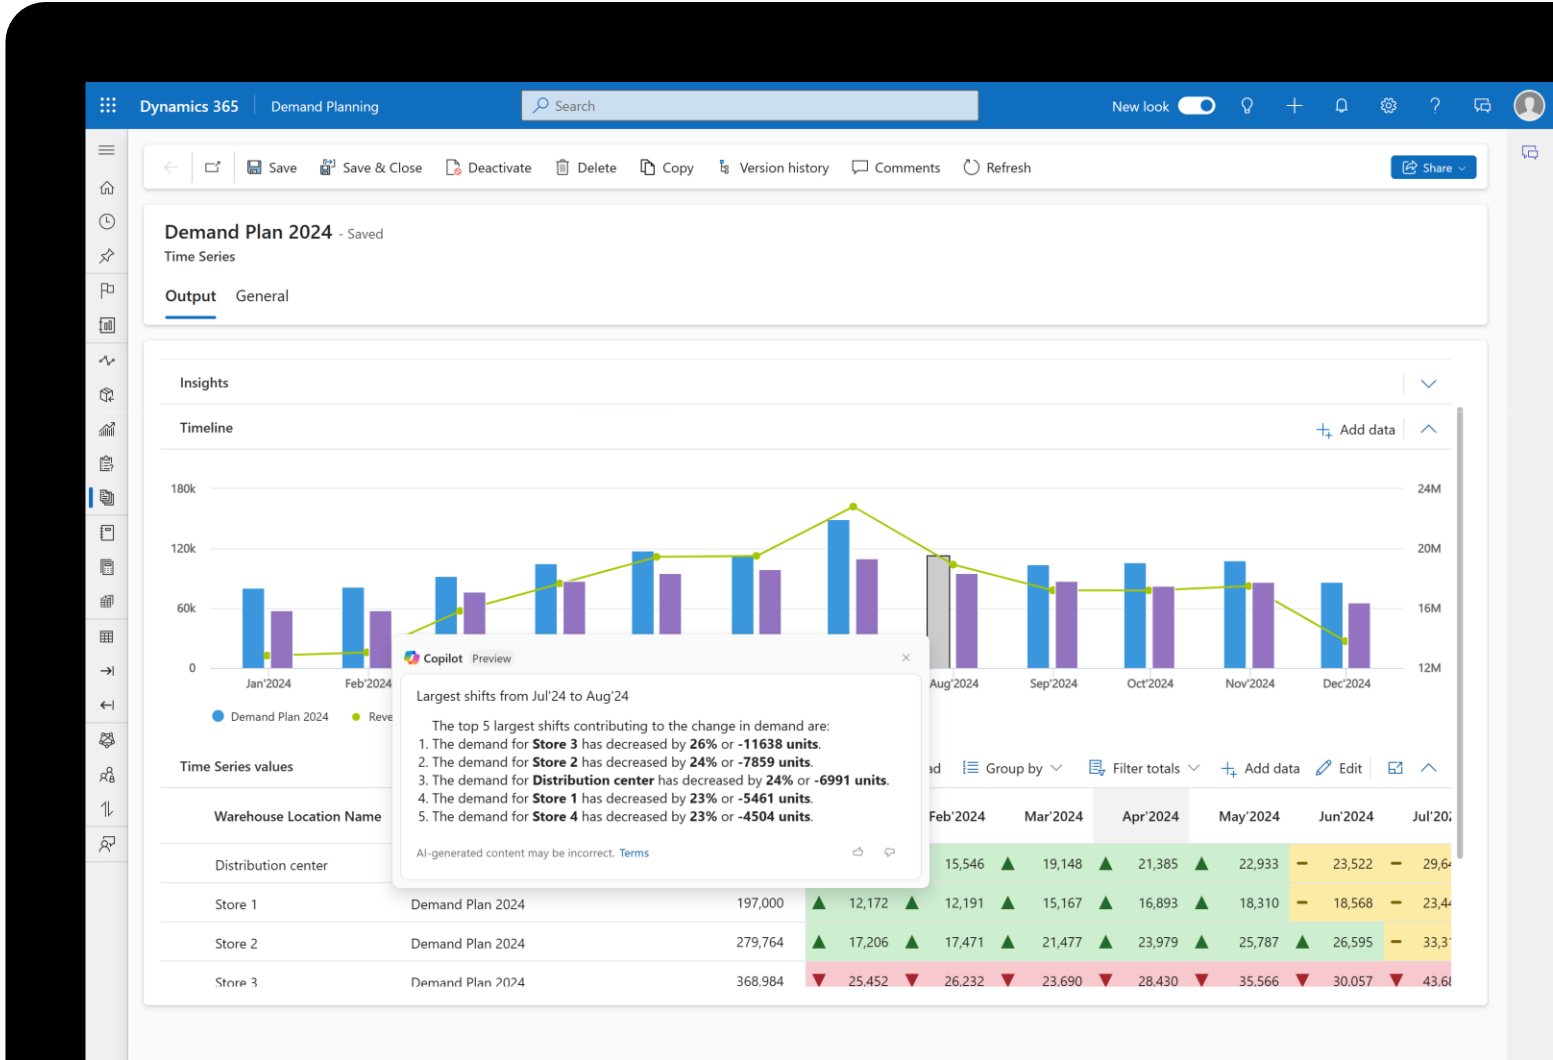 Dynamics 365 Demand Planning Search New look
Save Save & Close Deactivate Delete Copy Version history Comments Refresh Share
Demand Plan 2024 - Saved
Time Series
Output General
Insights
Timeline Add data
180k 24M
120k 20M
60k 16M
0 12M
Jan'2024 Feb'2024 Aug'2024 Sep'2024 Oct'2024 Nov'2024 Dec'2024
Demand Plan 2024 Reve
Copilot Preview
Largest shifts from Jul'24 to Aug'24
The top 5 largest shifts contributing to the change in demand are:
1. The demand for Store 3 has decreased by 26% or -11638 units.
2. The demand for Store 2 has decreased by 24% or -7859 units.
3. The demand for Distribution center has decreased by 24% or -6991 units.
4. The demand for Store 1 has decreased by 23% or -5461 units.
5. The demand for Store 4 has decreased by 23% or -4504 units.
AI-generated content may be incorrect. Terms
Time Series values ad Group by Filter totals Add data Edit
Warehouse Location Name Feb'2024 Mar'2024 Apr'2024 May'2024 Jun'2024 Jul'202
Distribution center 15,546 19,148 21,385 22,933 23,522 29,64
Store 1 Demand Plan 2024 197,000 12,172 12,191 15,167 16,893 18,310 18,568 23,44
Store 2 Demand Plan 2024 279,764 17,206 17,471 21,477 23,979 25,787 26,595 33,31
Store 3 Demand Plan 2024 368,984 25,452 26,232 23,690 28,430 35,566 30,057 43,68